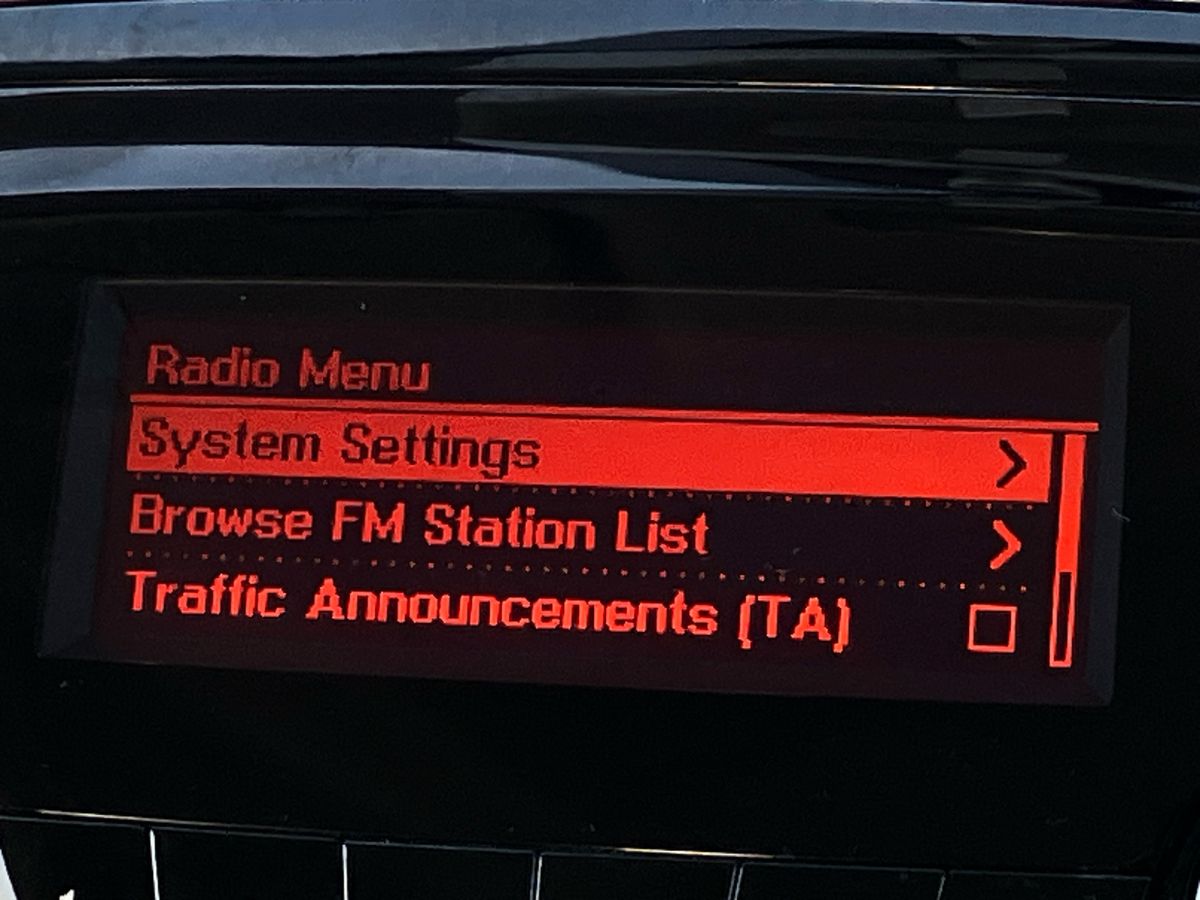 Radio Menu
System Settings
Browse FM Station List
Traffic Announcements (TA)